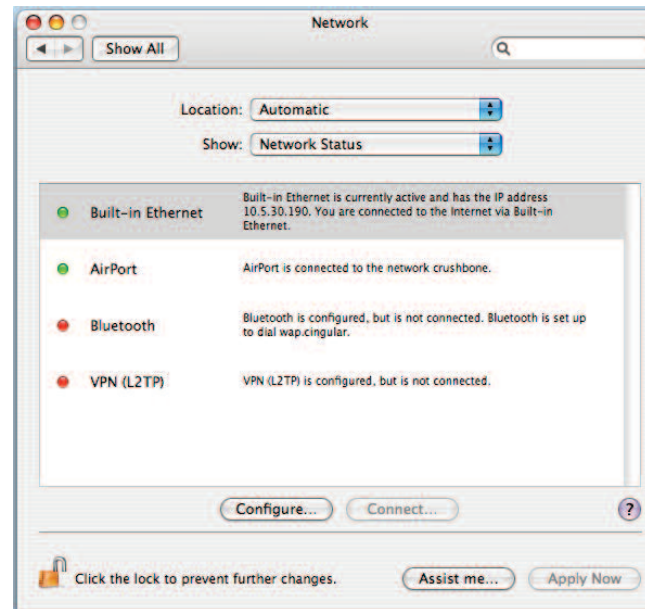 Network
Show All
Location: Automatic
Show: Network Status
Built-in Ethernet
Built-in Ethernet is currently active and has the IP address
10.5.30.190. You are connected to the Internet via Built-in
Ethernet.
AirPort
AirPort is connected to the network crushbone.
Bluetooth
Bluetooth is configured, but is not connected. Bluetooth is set up
to dial wap.cingular.
VPN (L2TP)
VPN (L2TP) is configured, but is not connected.
Configure... Connect... ?
Click the lock to prevent further changes. Assist me... Apply Now